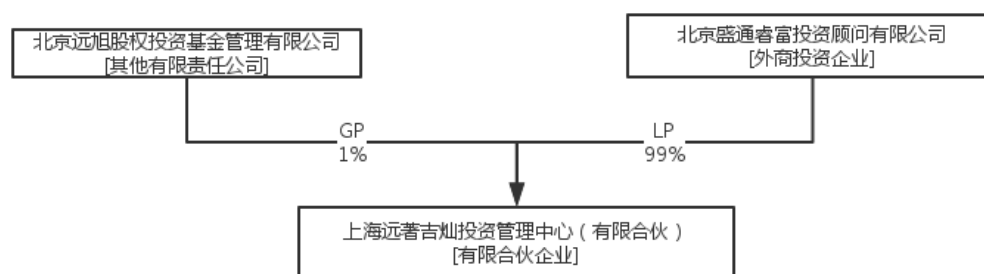 北京远旭股权投资基金管理有限公司
[其他有限责任公司]
北京盛通睿富投资顾问有限公司
[外商投资企业]
GP
1%
LP
99%
上海远著吉灿投资管理中心（有限合伙）
[有限合伙企业]